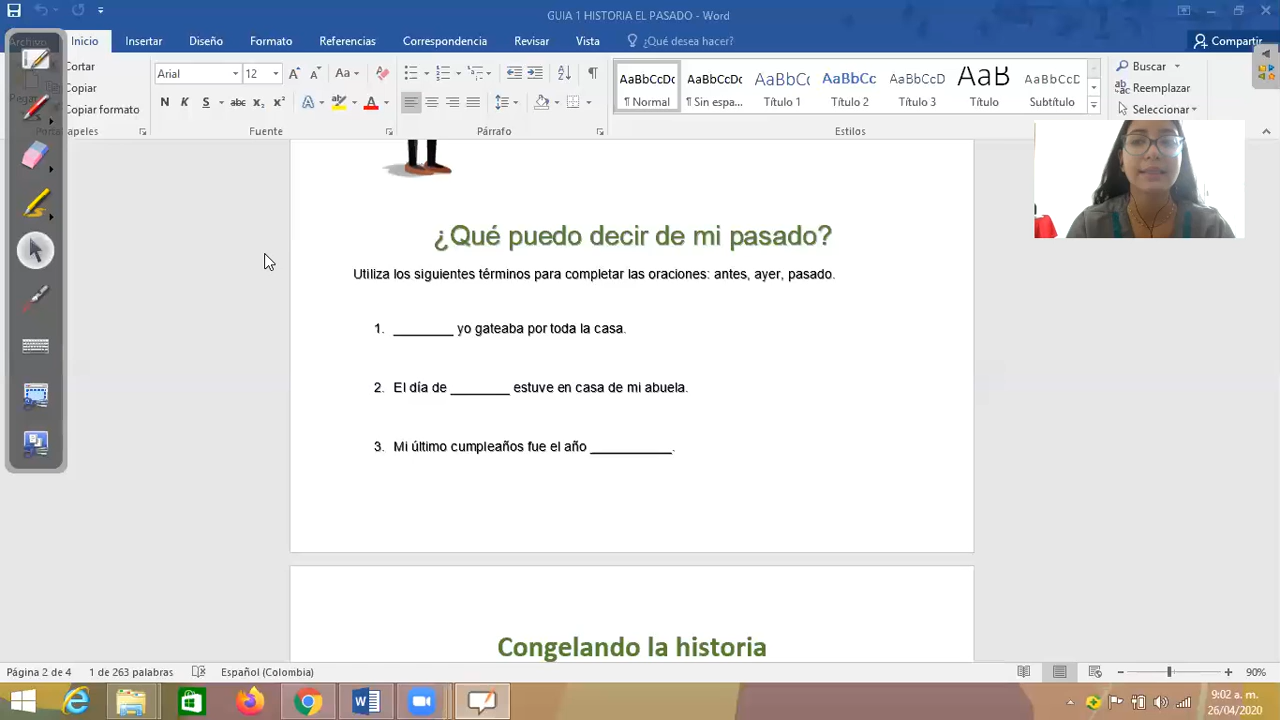 GUIA 1 HISTORIA EL PASADO - Word
Archivo Inicio Insertar Diseño Formato Referencias Correspondencia Revisar Vista ¿Qué desea hacer? Compartir
Cortar
Copiar
Copiar formato
Arial 12 Aa
N K S abc x₂ x² A A
AaBbCcDc AaBbCcDc AaBbCc AaBbCc AaBbCcD AaB AaBbCcD
¶ Normal ¶ Sin espa... Título 1 Título 2 Título 3 Título Subtítulo
Buscar
Reemplazar
Seleccionar
Fuente Párrafo Estilos
¿Qué puedo decir de mi pasado?
Utiliza los siguientes términos para completar las oraciones: antes, ayer, pasado.
1. ________ yo gateaba por toda la casa.
2. El día de ________ estuve en casa de mi abuela.
3. Mi último cumpleaños fue el año ___________.
Congelando la historia
Página 2 de 4 1 de 263 palabras Español (Colombia) 90%
9:02 a. m.
26/04/2020